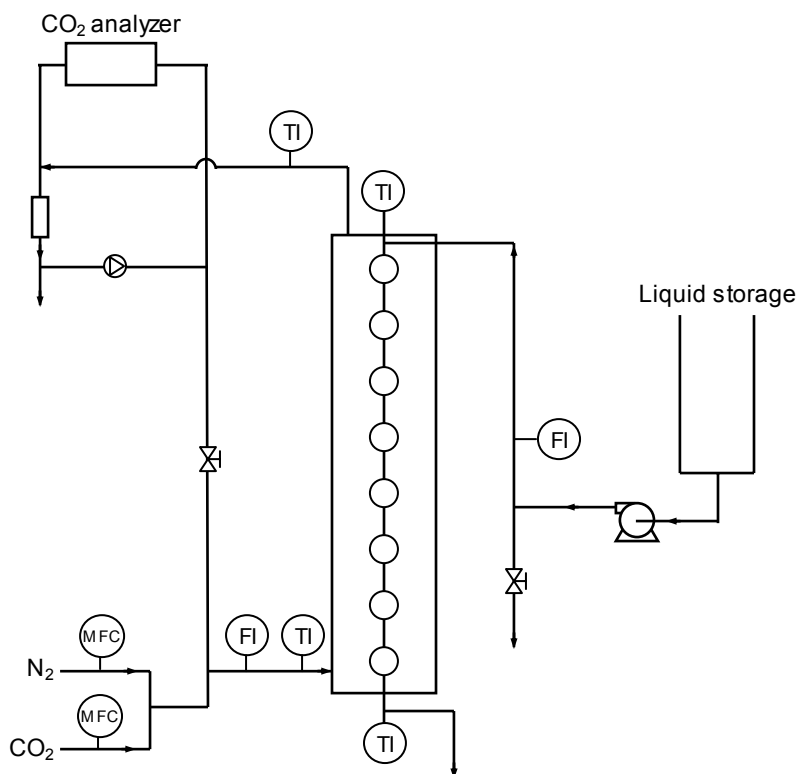 CO₂ analyzer
TI
TI
Liquid storage
FI
MFC
FI
TI
N₂
MFC
TI
CO₂